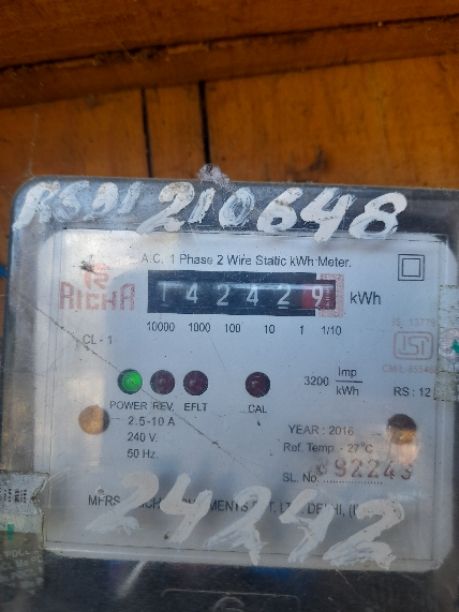 210648
A.C. 1 Phase 2 Wire Static kWh Meter.
RICHA
142429 kWh
10000 1000 100 10 1 1/10
CL - 1
3200 Imp/kWh
RS : 12
POWER REV. EFLT CAL
2.5-10 A
240 V.
50 Hz.
YEAR : 2016
Ref. Temp. - 27°C
SL. No.
24242